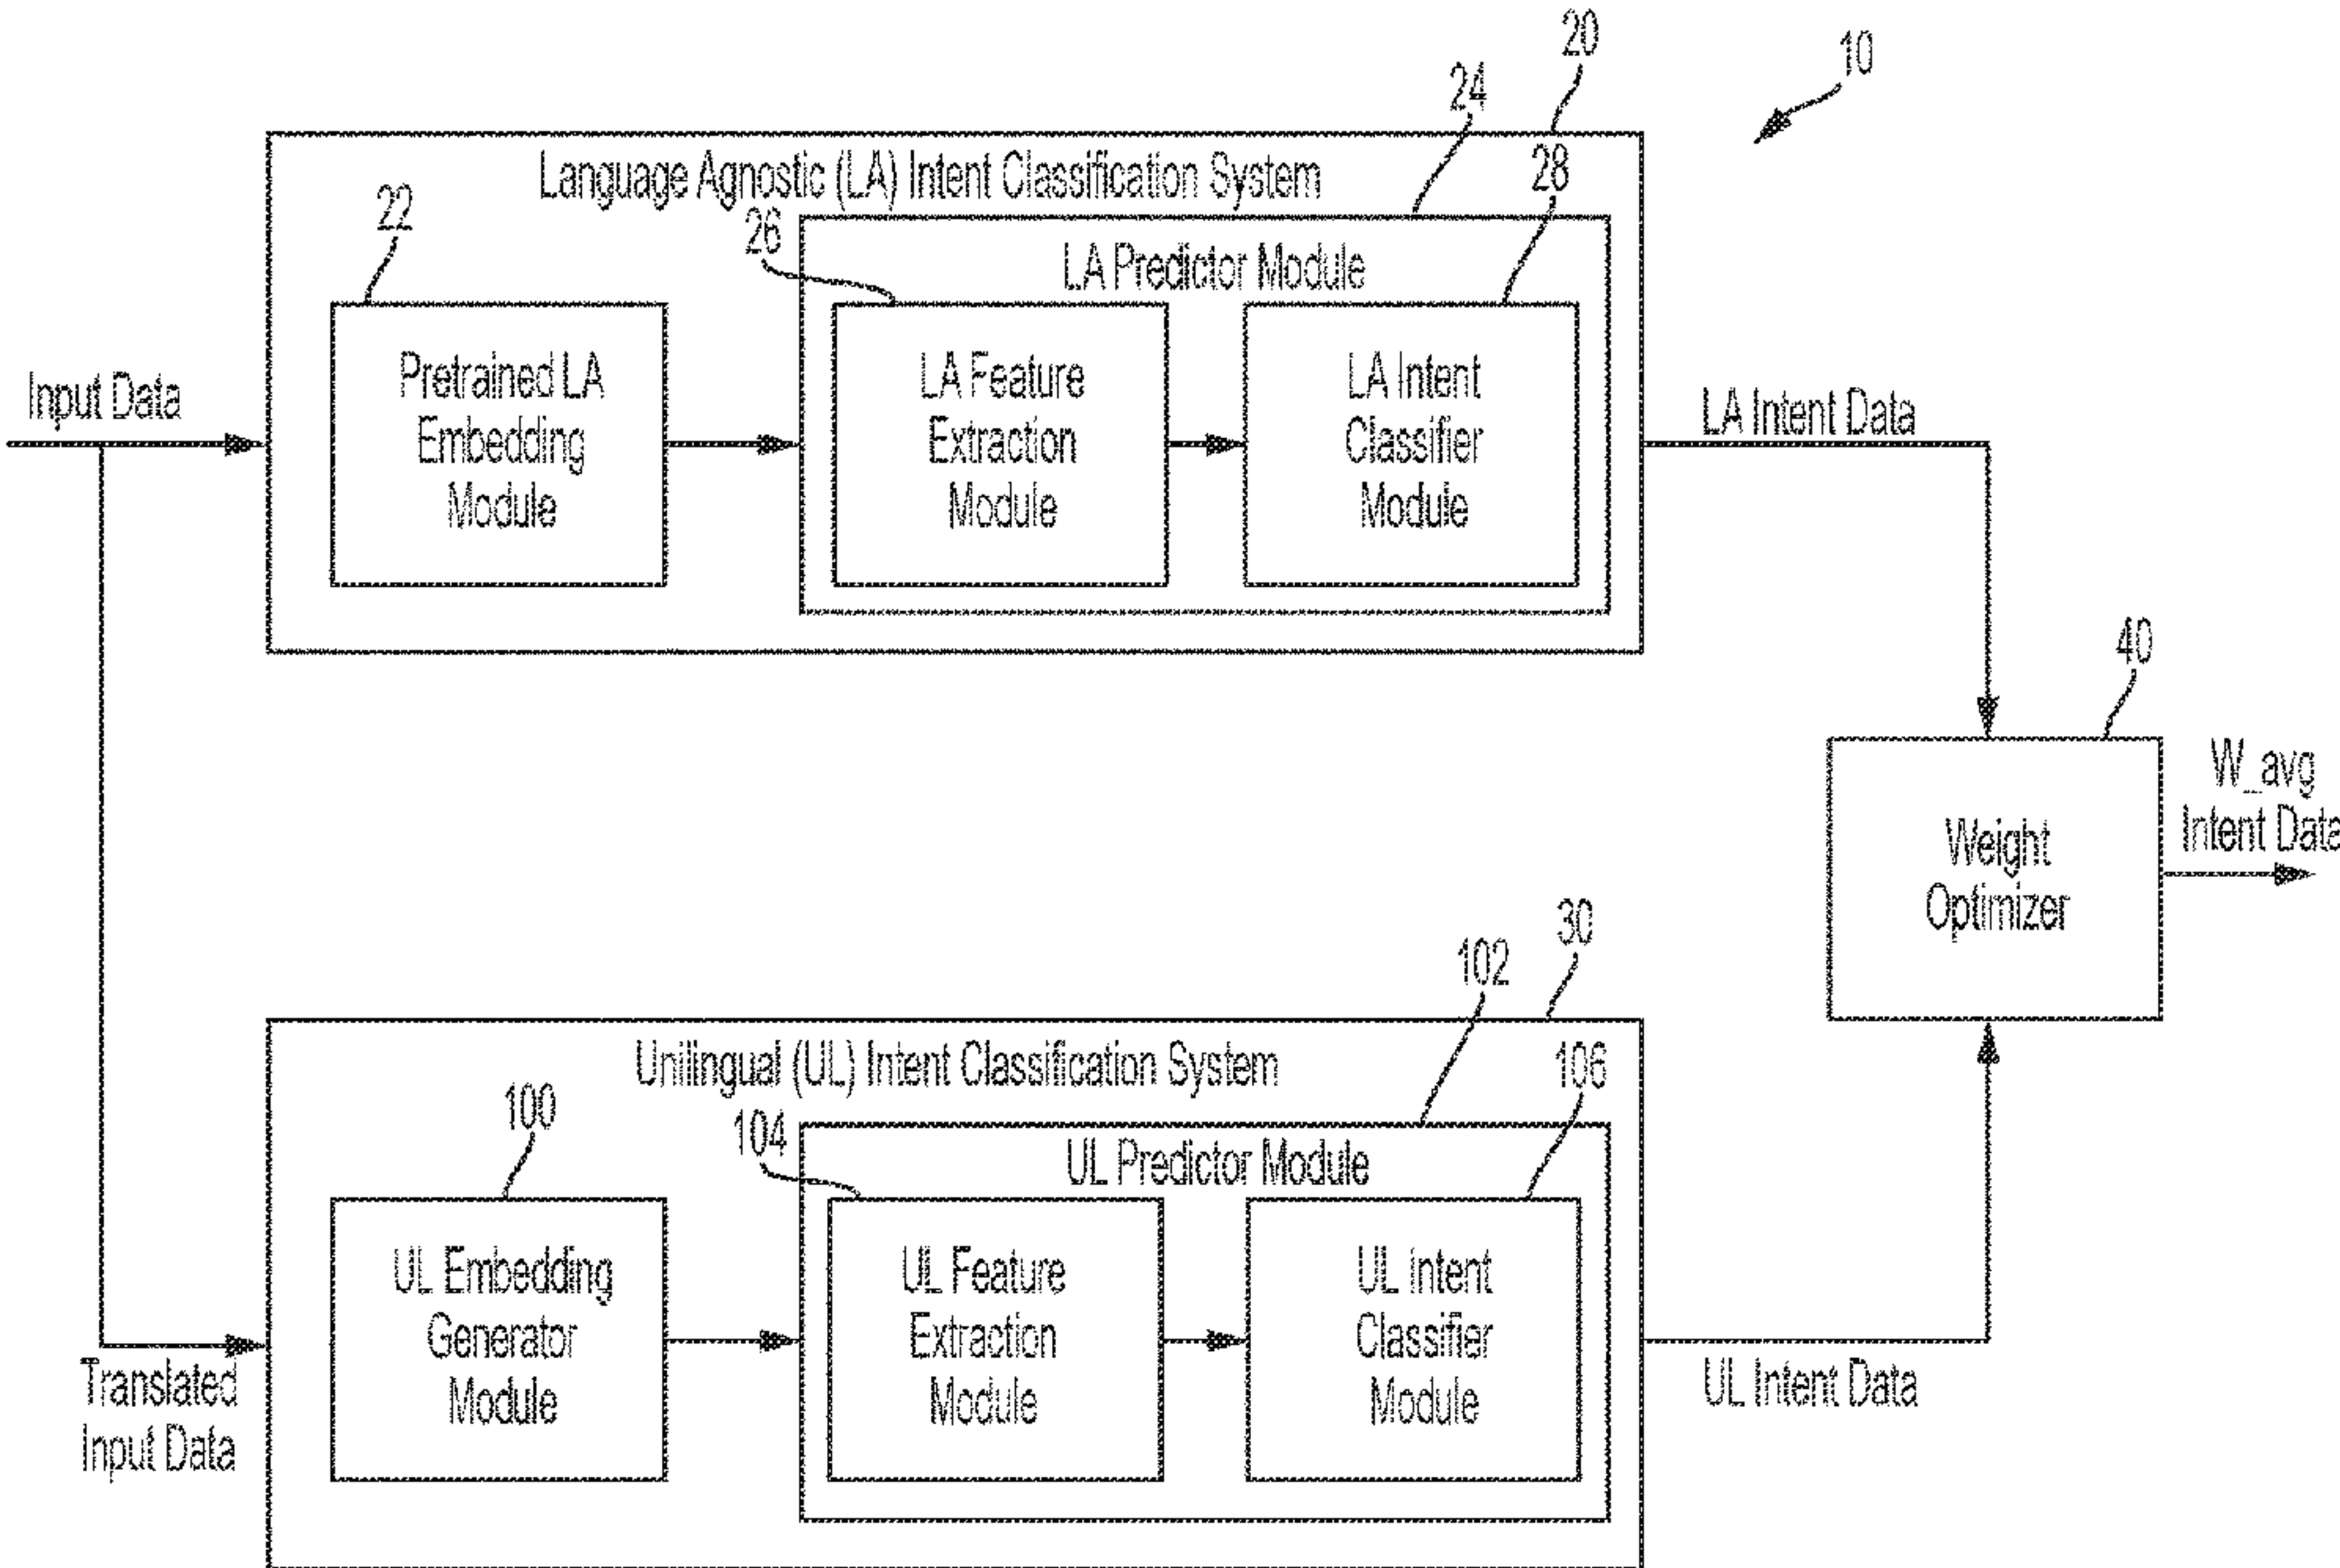 20
10
24
Language Agnostic (LA) Intent Classification System
28
22
26
LA Predictor Module
Input Data
Pretrained LA
Embedding
Module
LA Feature
Extraction
Module
LA Intent
Classifier
Module
LA Intent Data
40
W_avg
Intent Data
Weight
Optimizer
30
102
Unilingual (UL) Intent Classification System
106
100
104
UL Predictor Module
UL Embedding
Generator
Module
UL Feature
Extraction
Module
UL Intent
Classifier
Module
Translated
Input Data
UL Intent Data